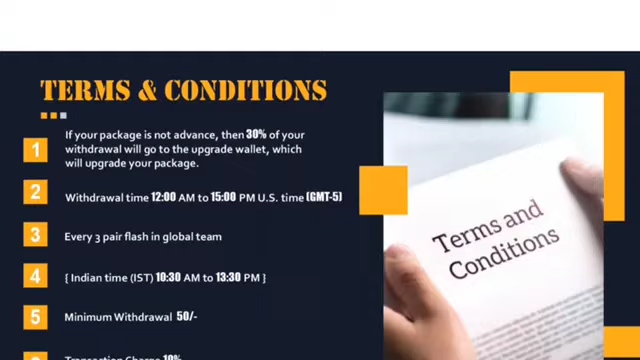 TERMS & CONDITIONS
1
If your package is not advance, then 30% of your
withdrawal will go to the upgrade wallet, which
will upgrade your package.
2
Withdrawal time 12:00 AM to 15:00 PM U.S. time (GMT-5)
3
Every 3 pair flash in global team
4
{ Indian time (IST) 10:30 AM to 13:30 PM }
5
Minimum Withdrawal 50/-
Transaction Charge 10%
Terms and
Conditions